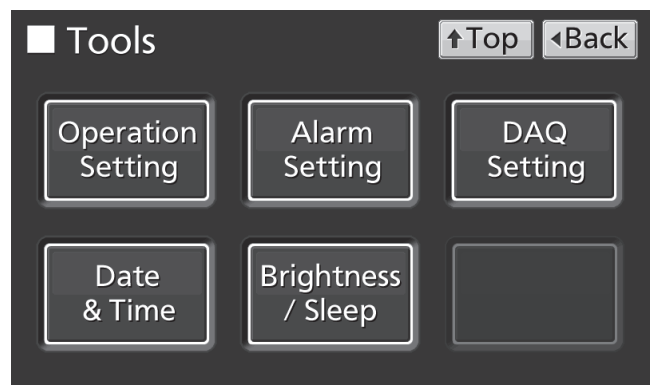 Tools
↑Top
◂Back
Operation
Setting
Alarm
Setting
DAQ
Setting
Date
& Time
Brightness
/ Sleep